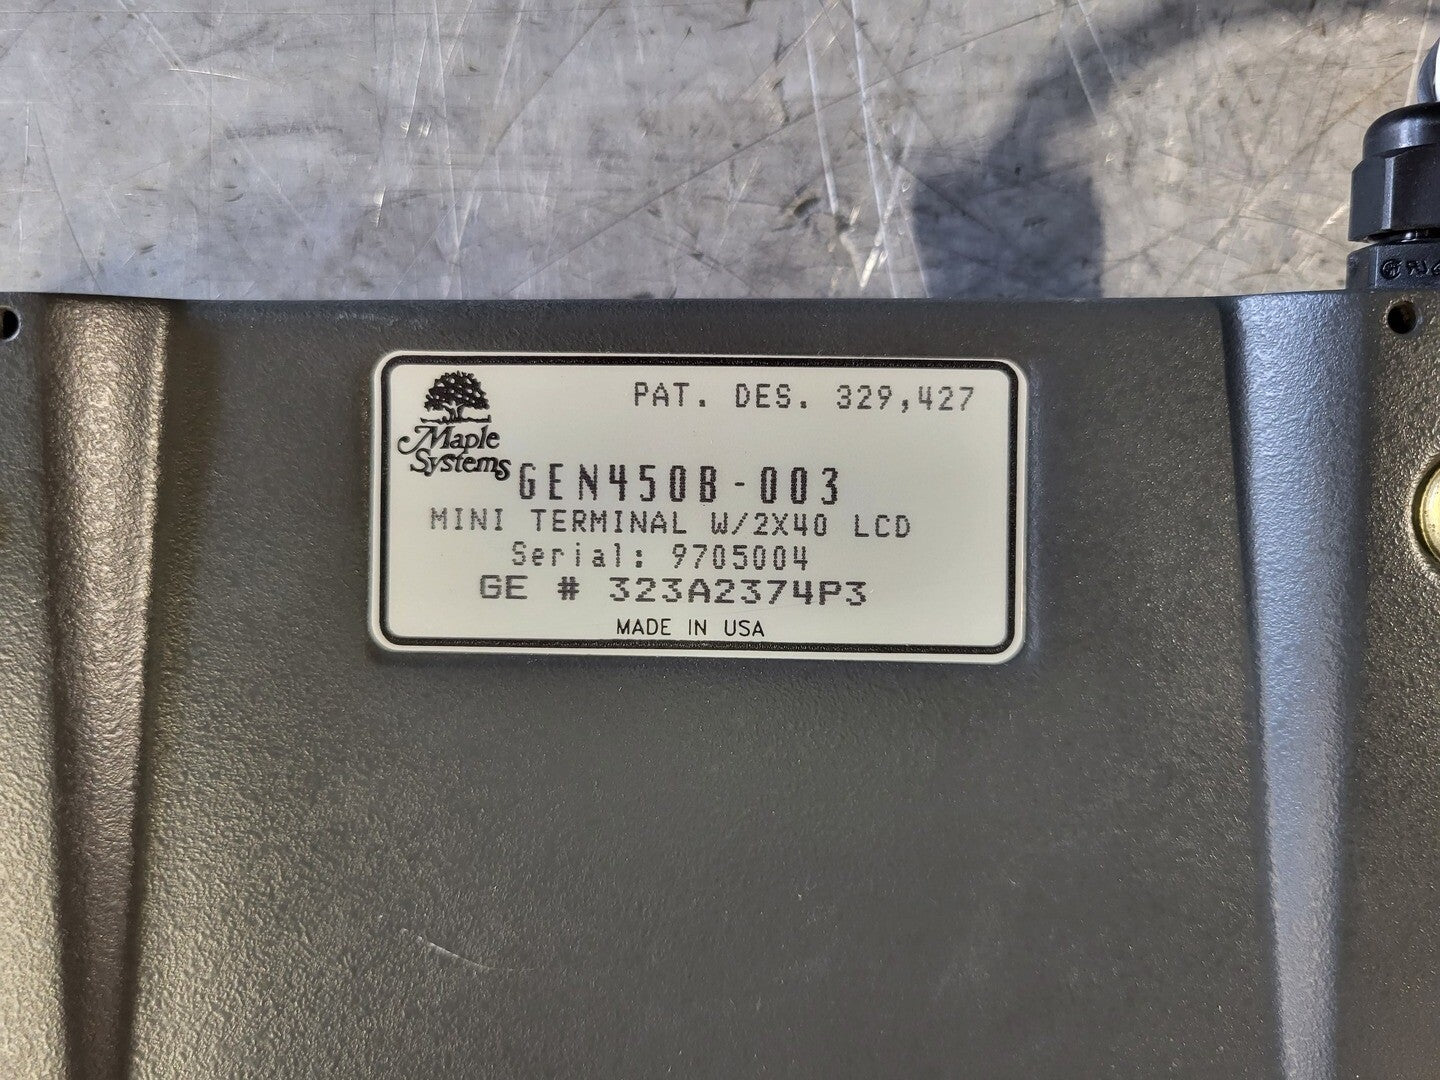 PAT. DES. 329,427
Maple
Systems
GEN450B-003
MINI TERMINAL W/2X40 LCD
Serial: 9705004
GE # 323A2374P3
MADE IN USA